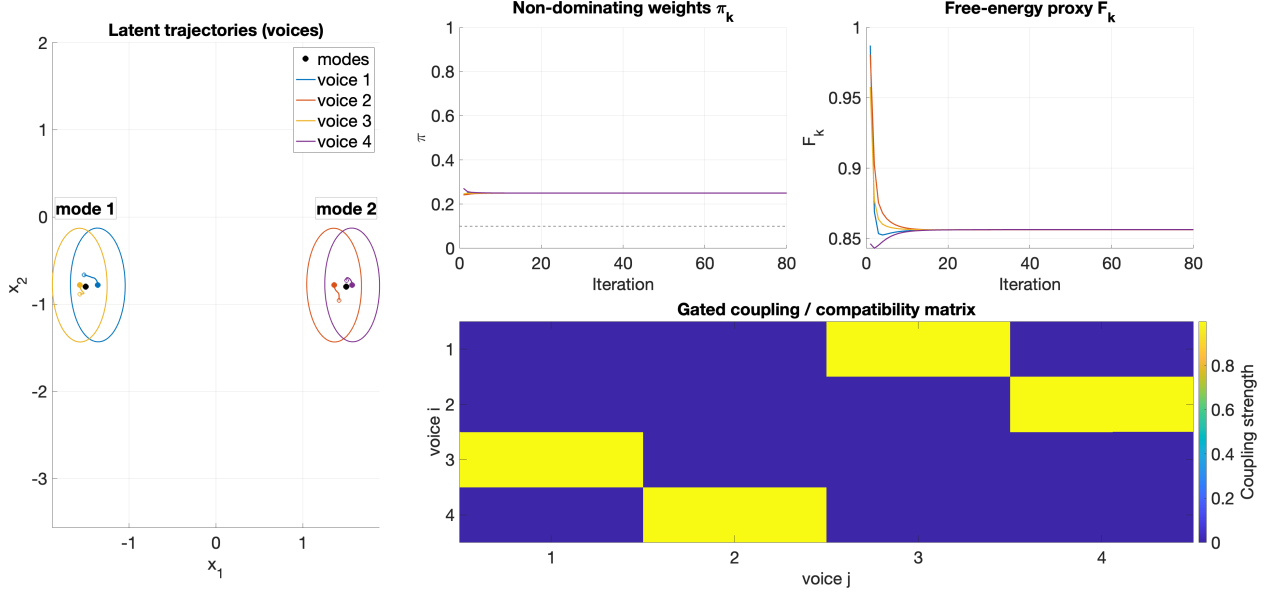 Latent trajectories (voices)
2
1
0
-1
-2
-3
-1
0
1
x2
x1
modes
voice 1
voice 2
voice 3
voice 4
mode 1
mode 2
Non-dominating weights πk
1
0.8
0.6
0.4
0.2
0
0
20
40
60
80
π
Iteration
Free-energy proxy Fk
1
0.95
0.9
0.85
0
20
40
60
80
Fk
Iteration
Gated coupling / compatibility matrix
1
2
3
4
voice i
1
2
3
4
voice j
0.8
0.6
0.4
0.2
0
Coupling strength